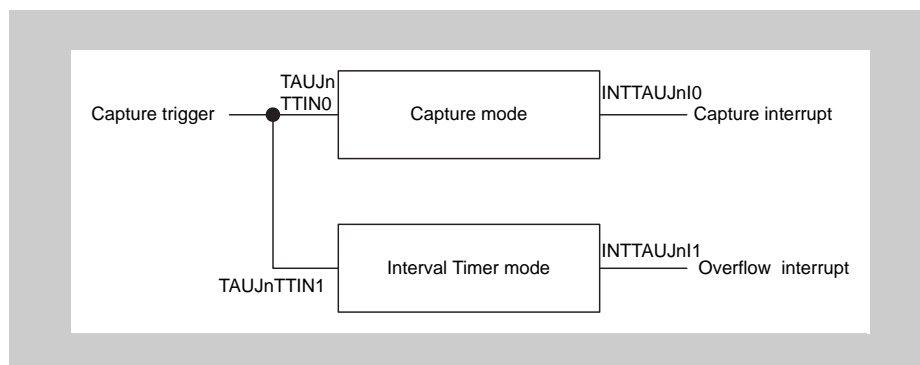 TAUJn
TTIN0
INTTAUJnI0
Capture trigger
Capture mode
Capture interrupt
INTTAUJnI1
Interval Timer mode
Overflow interrupt
TAUJnTTIN1